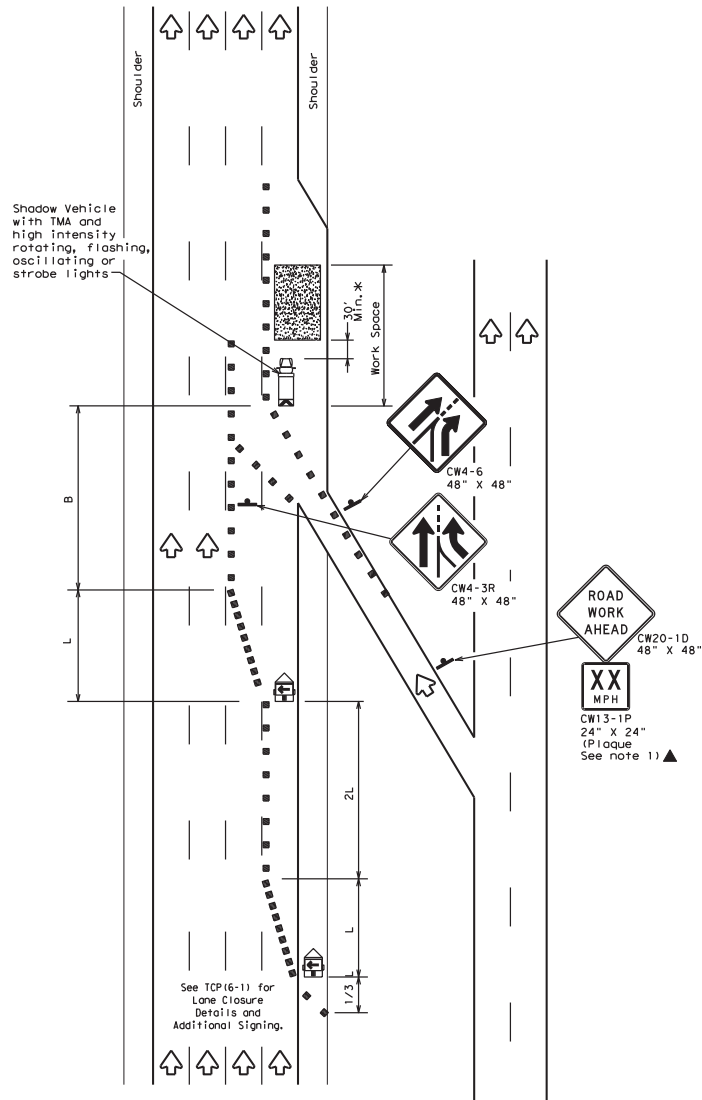 Shoulder
Shoulder
Shadow Vehicle
with TMA and
high intensity
rotating, flashing,
oscillating or
strobe lights
30'
Min.*
Work Space
B
CW4-6
48" X 48"
CW4-3R
48" X 48"
ROAD
WORK
AHEAD
CW20-1D
48" X 48"
XX
MPH
CW13-1P
24" X 24"
(Plaque
See note 1)▲
L
2L
L
1/3 L
See TCP(6-1) for
Lane Closure
Details and
Additional Signing.